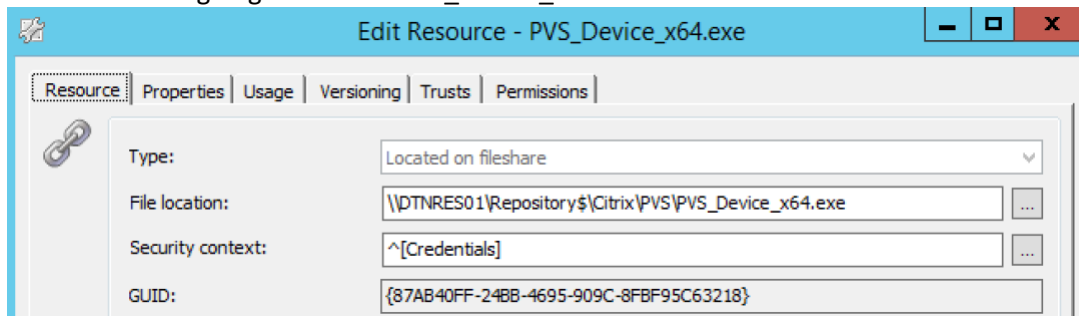 Edit Resource - PVS_Device_x64.exe
Resource Properties Usage Versioning Trusts Permissions
Type: Located on fileshare
File location: \\DTNRES01\Repository$\Citrix\PVS\PVS_Device_x64.exe ...
Security context: ^[Credentials] ...
GUID: {87AB40FF-24BB-4695-909C-8FBF95C63218}